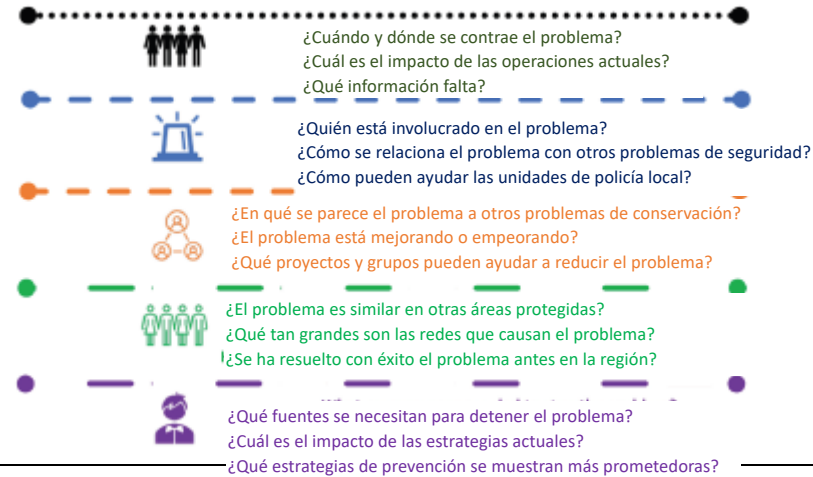 ¿Cuándo y dónde se contrae el problema?
¿Cuál es el impacto de las operaciones actuales?
¿Qué información falta?
¿Quién está involucrado en el problema?
¿Cómo se relaciona el problema con otros problemas de seguridad?
¿Cómo pueden ayudar las unidades de policía local?
¿En qué se parece el problema a otros problemas de conservación?
¿El problema está mejorando o empeorando?
¿Qué proyectos y grupos pueden ayudar a reducir el problema?
¿El problema es similar en otras áreas protegidas?
¿Qué tan grandes son las redes que causan el problema?
¿Se ha resuelto con éxito el problema antes en la región?
¿Qué fuentes se necesitan para detener el problema?
¿Cuál es el impacto de las estrategias actuales?
¿Qué estrategias de prevención se muestran más prometedoras?